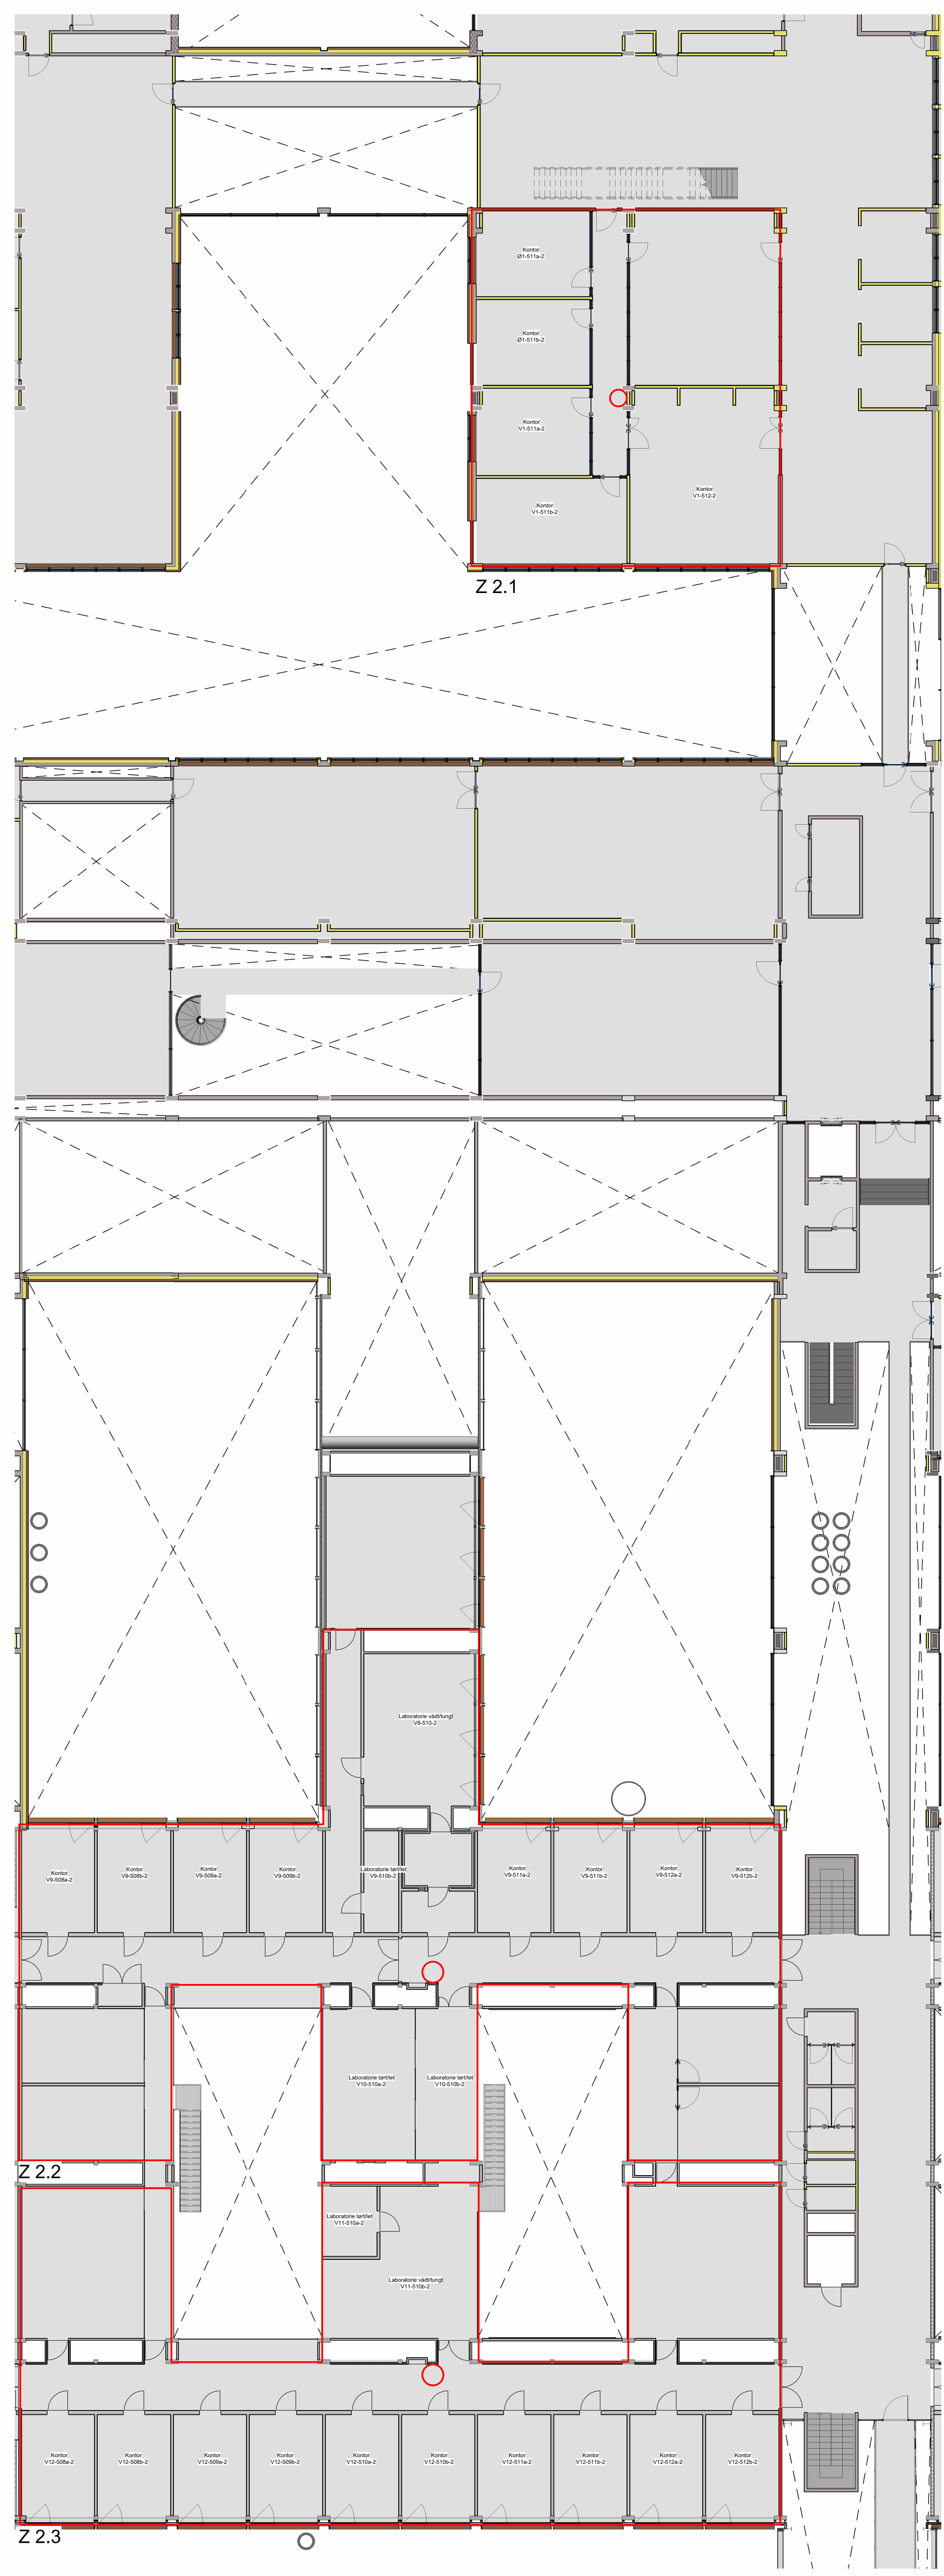 Kontor
Ø1-511a-2
Kontor
Ø1-511b-2
Kontor
V1-511a-2
Kontor
V1-511b-2
Kontor
V1-512-2
Z 2.1
Laboratorie vådt/tungt
V8-510-2
Kontor
V9-508a-2
Kontor
V9-508b-2
Kontor
V9-509a-2
Kontor
V9-509b-2
Laboratorie tørt/let
V9-510b-2
Kontor
V9-511a-2
Kontor
V9-511b-2
Kontor
V9-512a-2
Kontor
V9-512b-2
Laboratorie tørt/let
V10-510a-2
Laboratorie tørt/let
V10-510b-2
Z 2.2
Laboratorie tørt/let
V11-510a-2
Laboratorie vådt/tungt
V11-510b-2
Kontor
V12-508a-2
Kontor
V12-508b-2
Kontor
V12-509a-2
Kontor
V12-509b-2
Kontor
V12-510a-2
Kontor
V12-510b-2
Kontor
V12-511a-2
Kontor
V12-511b-2
Kontor
V12-512a-2
Kontor
V12-512b-2
Z 2.3